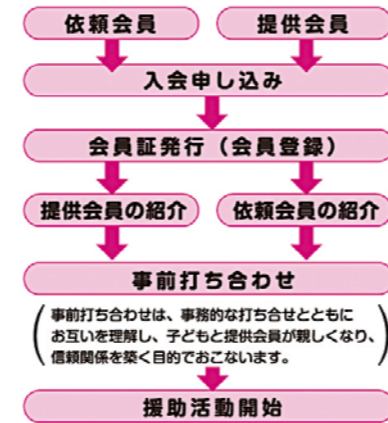 依頼会員
提供会員
入会申し込み
会員証発行（会員登録）
提供会員の紹介
依頼会員の紹介
事前打ち合わせ
事前打ち合わせは、事務的な打合せとともに
お互いを理解し、子どもと提供会員が親しくなり、
信頼関係を築く目的でおこないます。
援助活動開始